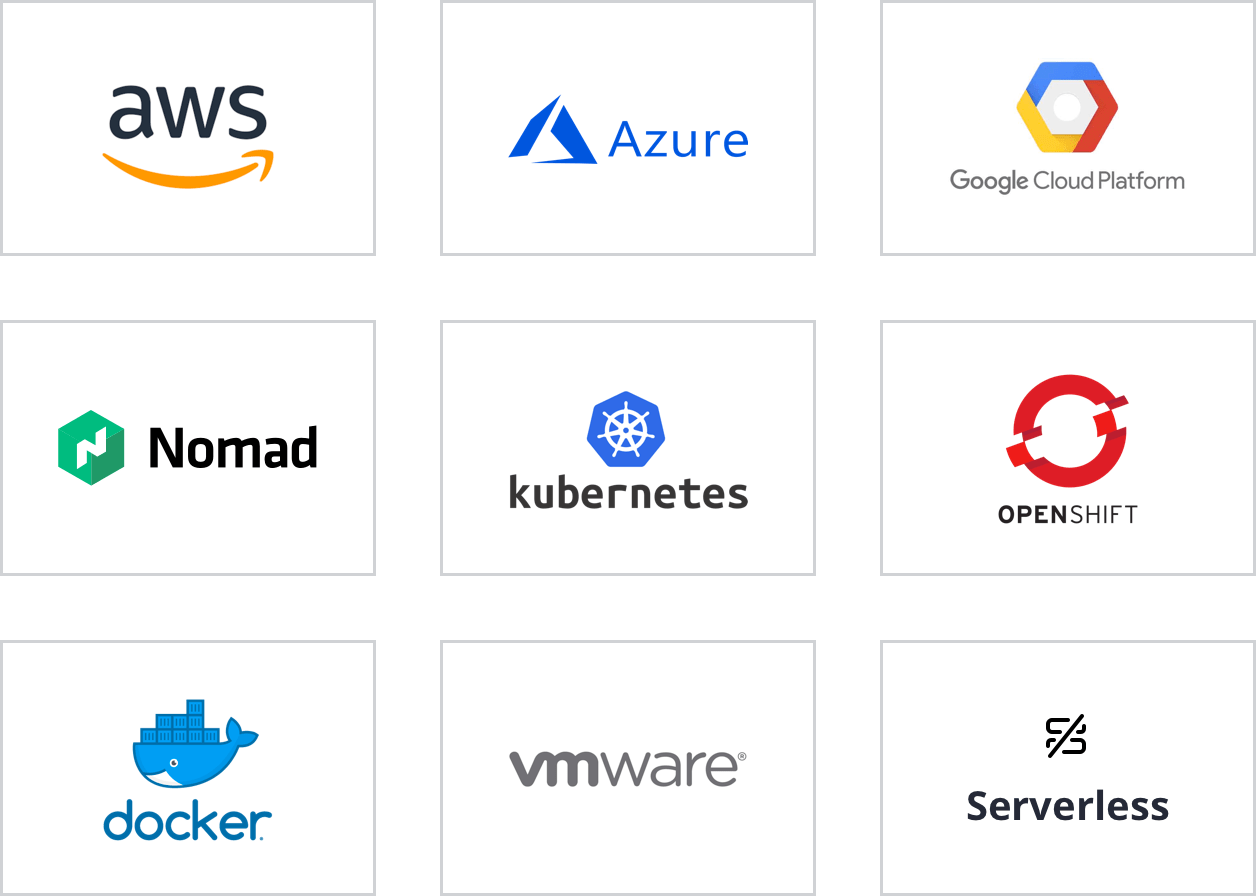 aws
Azure
Google Cloud Platform
Nomad
kubernetes
OPENSHIFT
docker
vmware®
Serverless